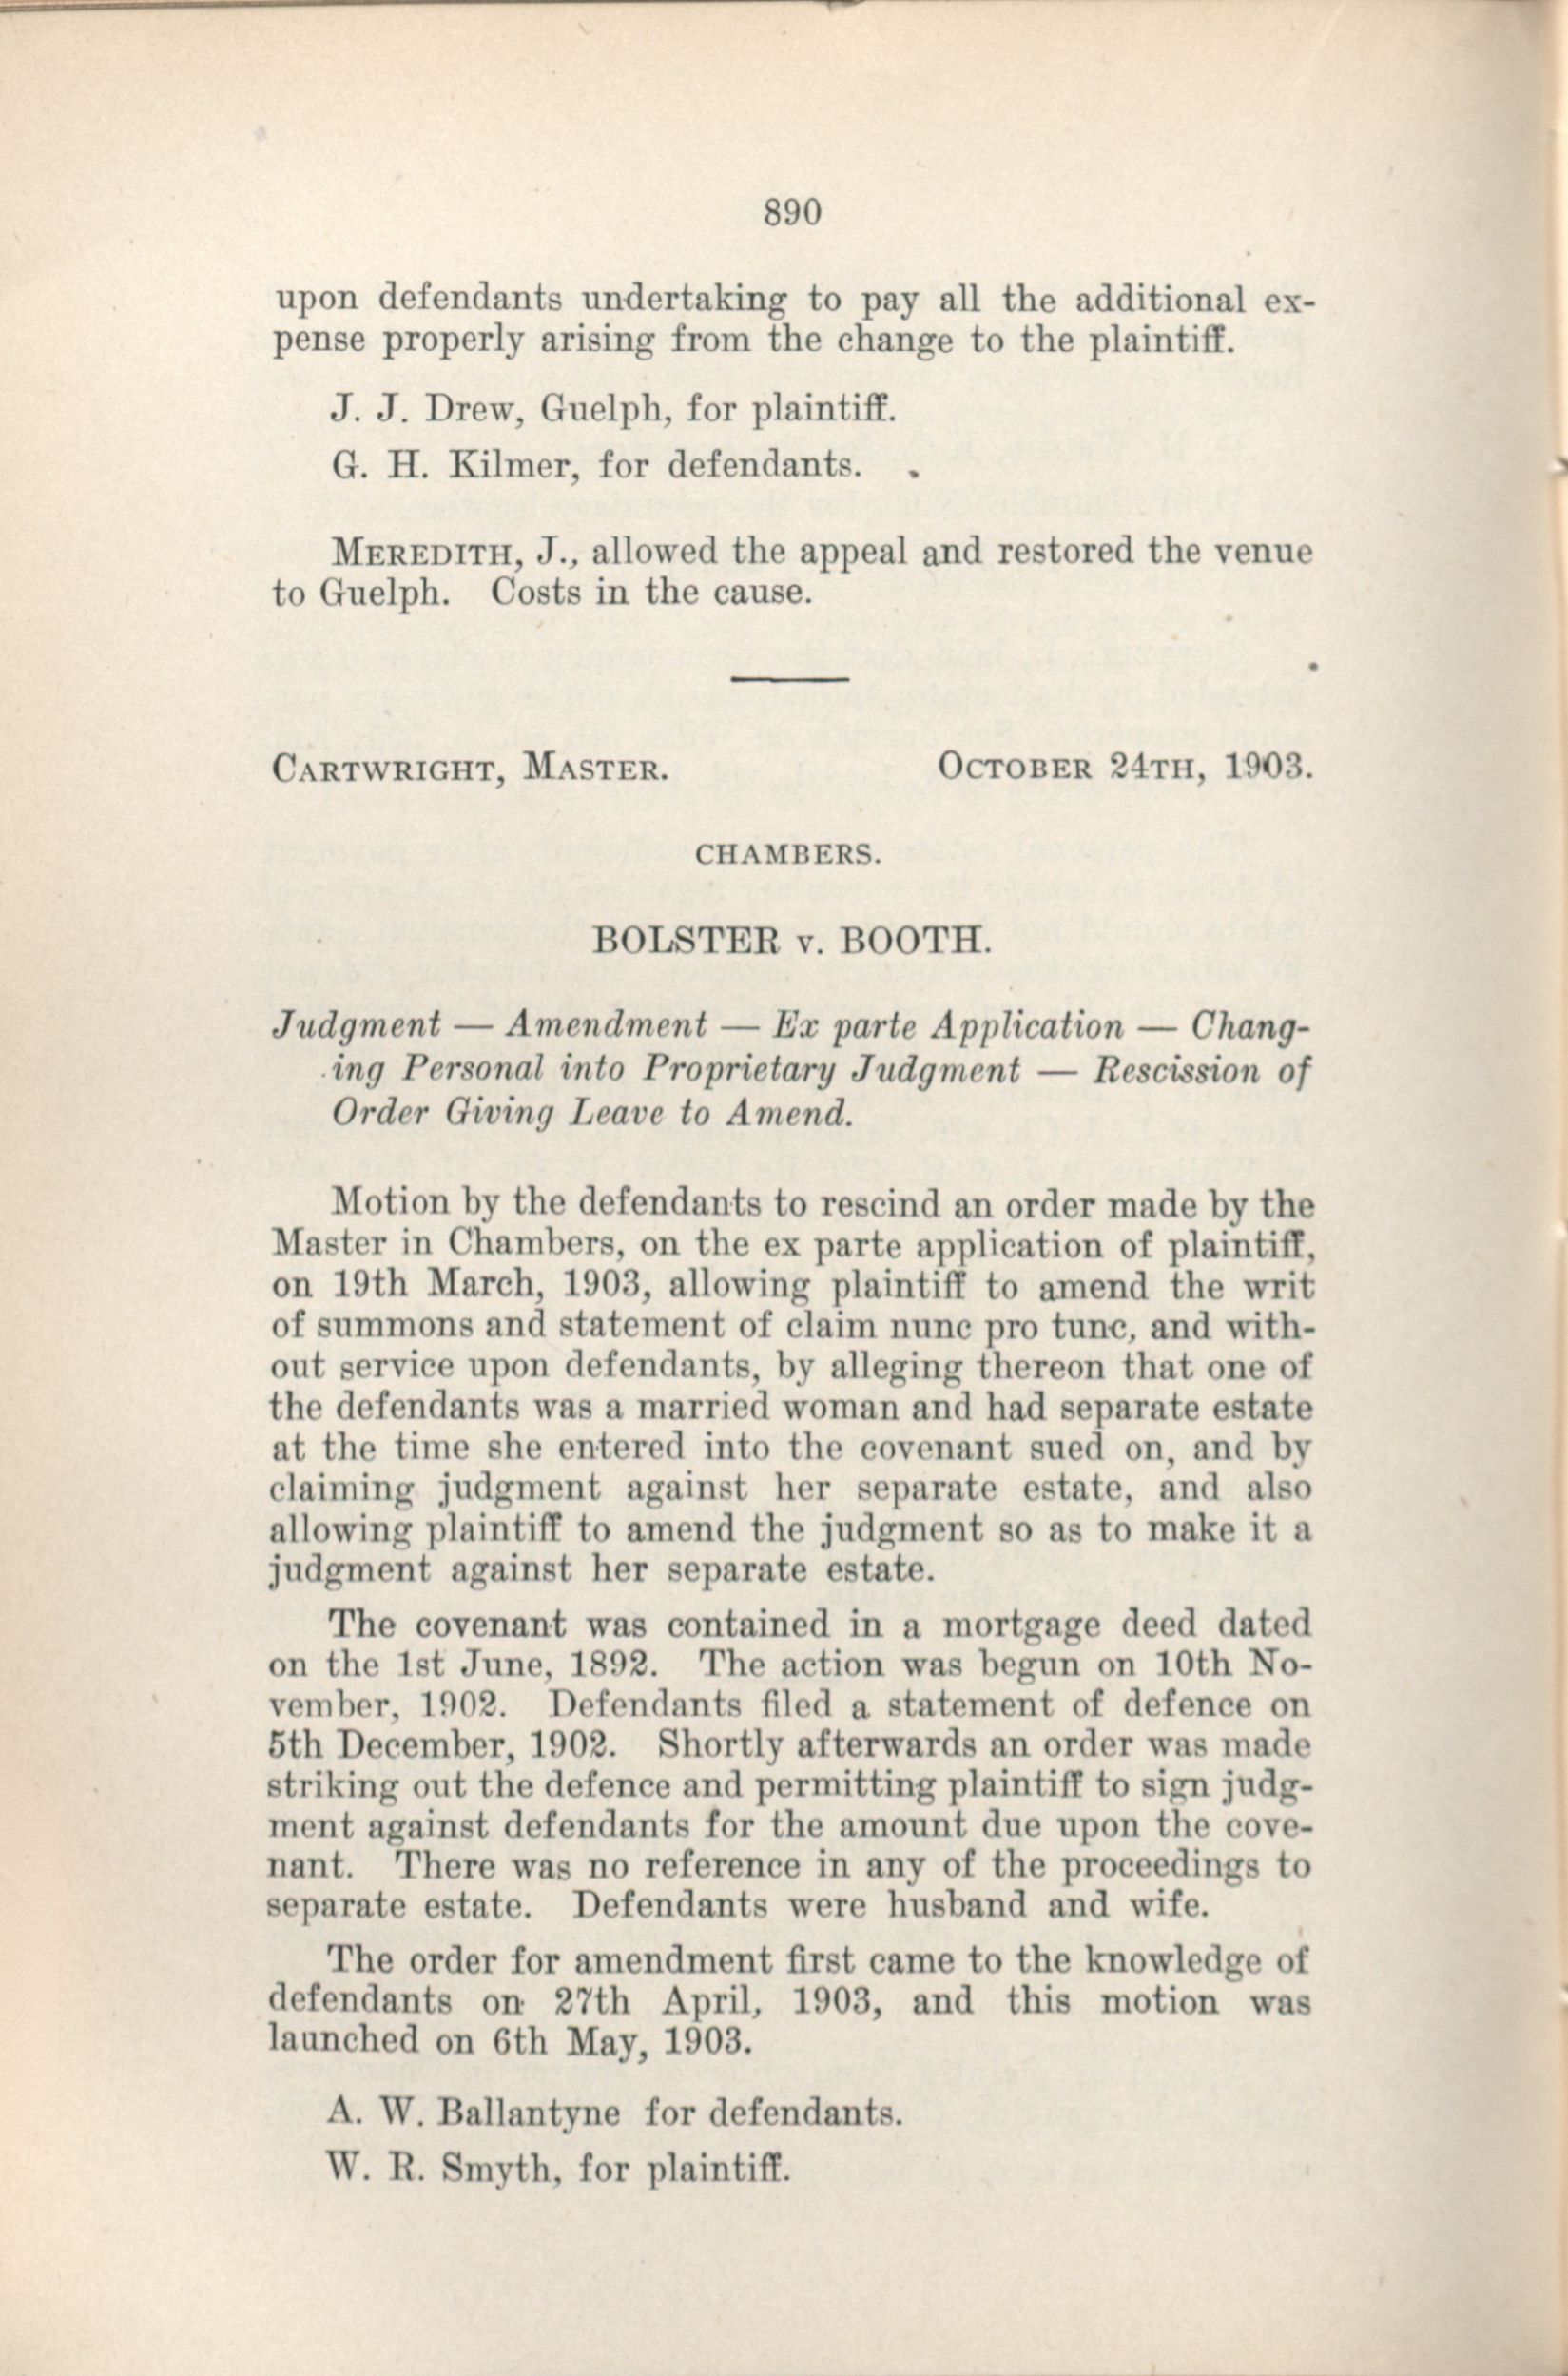 890
upon defendants undertaking to pay all the additional ex-
pense properly arising from the change to the plaintiff.
J. J. Drew, Guelph, for plaintiff.
G. H. Kilmer, for defendants.
MEREDITH, J., allowed the appeal and restored the venue
to Guelph. Costs in the cause.
CARTWRIGHT, MASTER. OCTOBER 24TH, 1903.
CHAMBERS.
BOLSTER v. BOOTH.
Judgment — Amendment — Ex parte Application — Chang-
ing Personal into Proprietary Judgment — Rescission of
Order Giving Leave to Amend.
Motion by the defendants to rescind an order made by the
Master in Chambers, on the ex parte application of plaintiff,
on 19th March, 1903, allowing plaintiff to amend the writ
of summons and statement of claim nunc pro tunc, and with-
out service upon defendants, by alleging thereon that one of
the defendants was a married woman and had separate estate
at the time she entered into the covenant sued on, and by
claiming judgment against her separate estate, and also
allowing plaintiff to amend the judgment so as to make it a
judgment against her separate estate.
The covenant was contained in a mortgage deed dated
on the 1st June, 1892. The action was begun on 10th No-
vember, 1902. Defendants filed a statement of defence on
5th December, 1902. Shortly afterwards an order was made
striking out the defence and permitting plaintiff to sign judg-
ment against defendants for the amount due upon the cove-
nant. There was no reference in any of the proceedings to
separate estate. Defendants were husband and wife.
The order for amendment first came to the knowledge of
defendants on 27th April, 1903, and this motion was
launched on 6th May, 1903.
A. W. Ballantyne for defendants.
W. R. Smyth, for plaintiff.